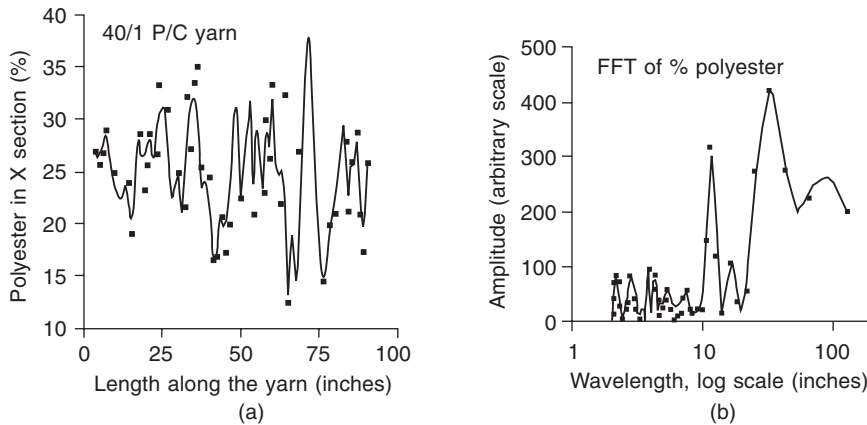 40/1 P/C yarn
Polyester in X section (%)
40
35
30
25
20
15
10
0
25
50
75
100
Length along the yarn (inches)
(a)
FFT of % polyester
Amplitude (arbitrary scale)
500
400
300
200
100
0
1
10
100
Wavelength, log scale (inches)
(b)